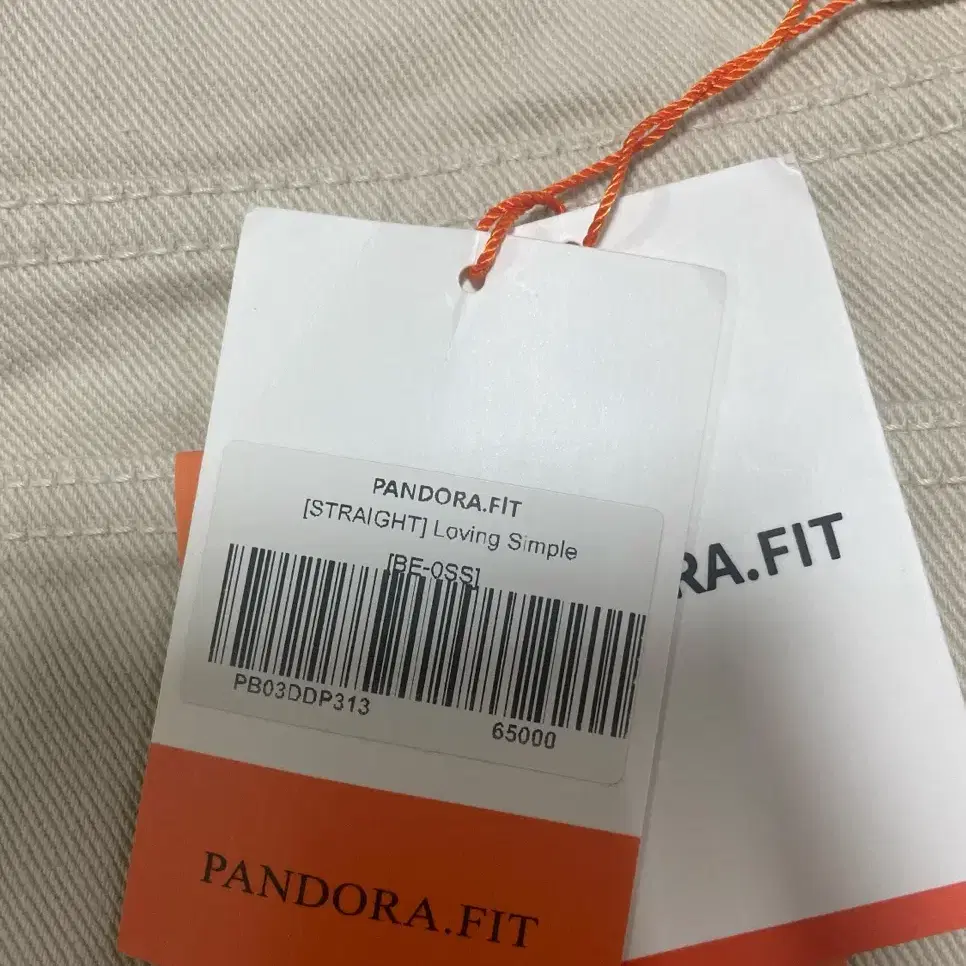 PANDORA.FIT
[STRAIGHT] Loving Simple
[BE-0SS]
PB03DDP313
65000
PANDORA.FIT
RA.FIT